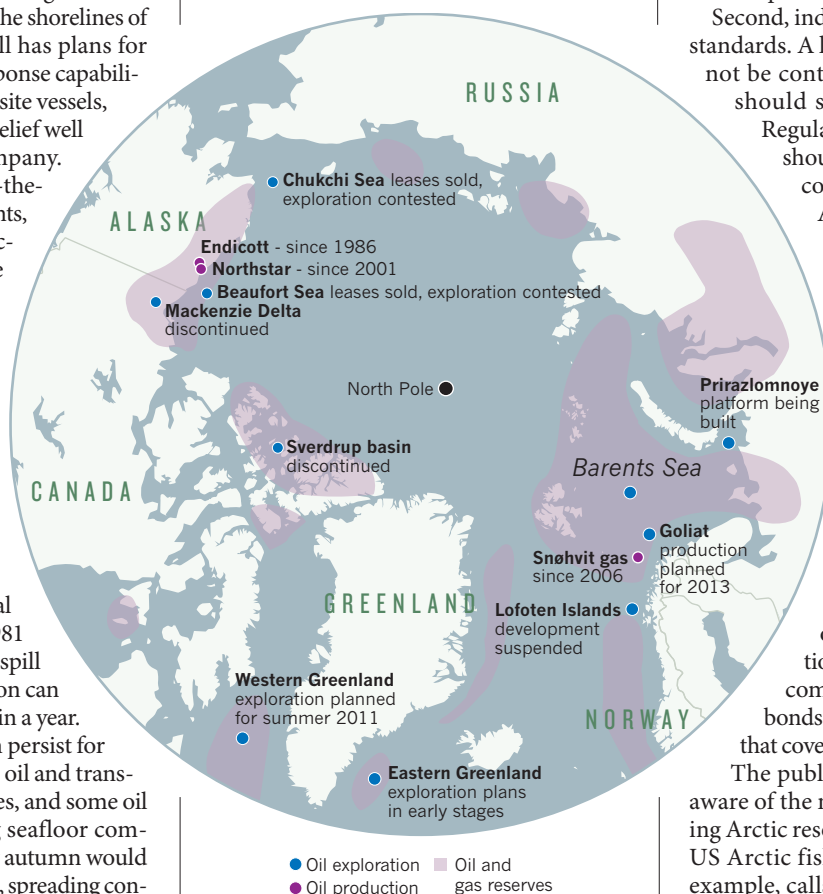 he shorelines of
ll has plans for
ponse capabili-
site vessels,
elief well
mpany.
-the-
nts,
c-
e
al
981
spill
on can
in a year.
n persist for
oil and trans-
es, and some oil
g seafloor com-
autumn would
, spreading con-
RUSSIA
Chukchi Sea leases sold,
exploration contested
ALASKA
Endicott - since 1986
Northstar - since 2001
Beaufort Sea leases sold, exploration contested
Mackenzie Delta
discontinued
North Pole
Prirazlomnoye
platform being
built
Sverdrup basin
discontinued
Barents Sea
CANADA
Goliat
production
planned
for 2013
Snøhvit gas
since 2006
GREENLAND
Lofoten Islands
development
suspended
Western Greenland
exploration planned
for summer 2011
NORWAY
Eastern Greenland
exploration plans
in early stages
Oil exploration
Oil production
Oil and
gas reserves
Second, ind
standards. A
not be cont
should s
Regula
shou
co
A
tio
com
bonds
that cove
The publ
aware of the
ing Arctic res
US Arctic fis
example, call